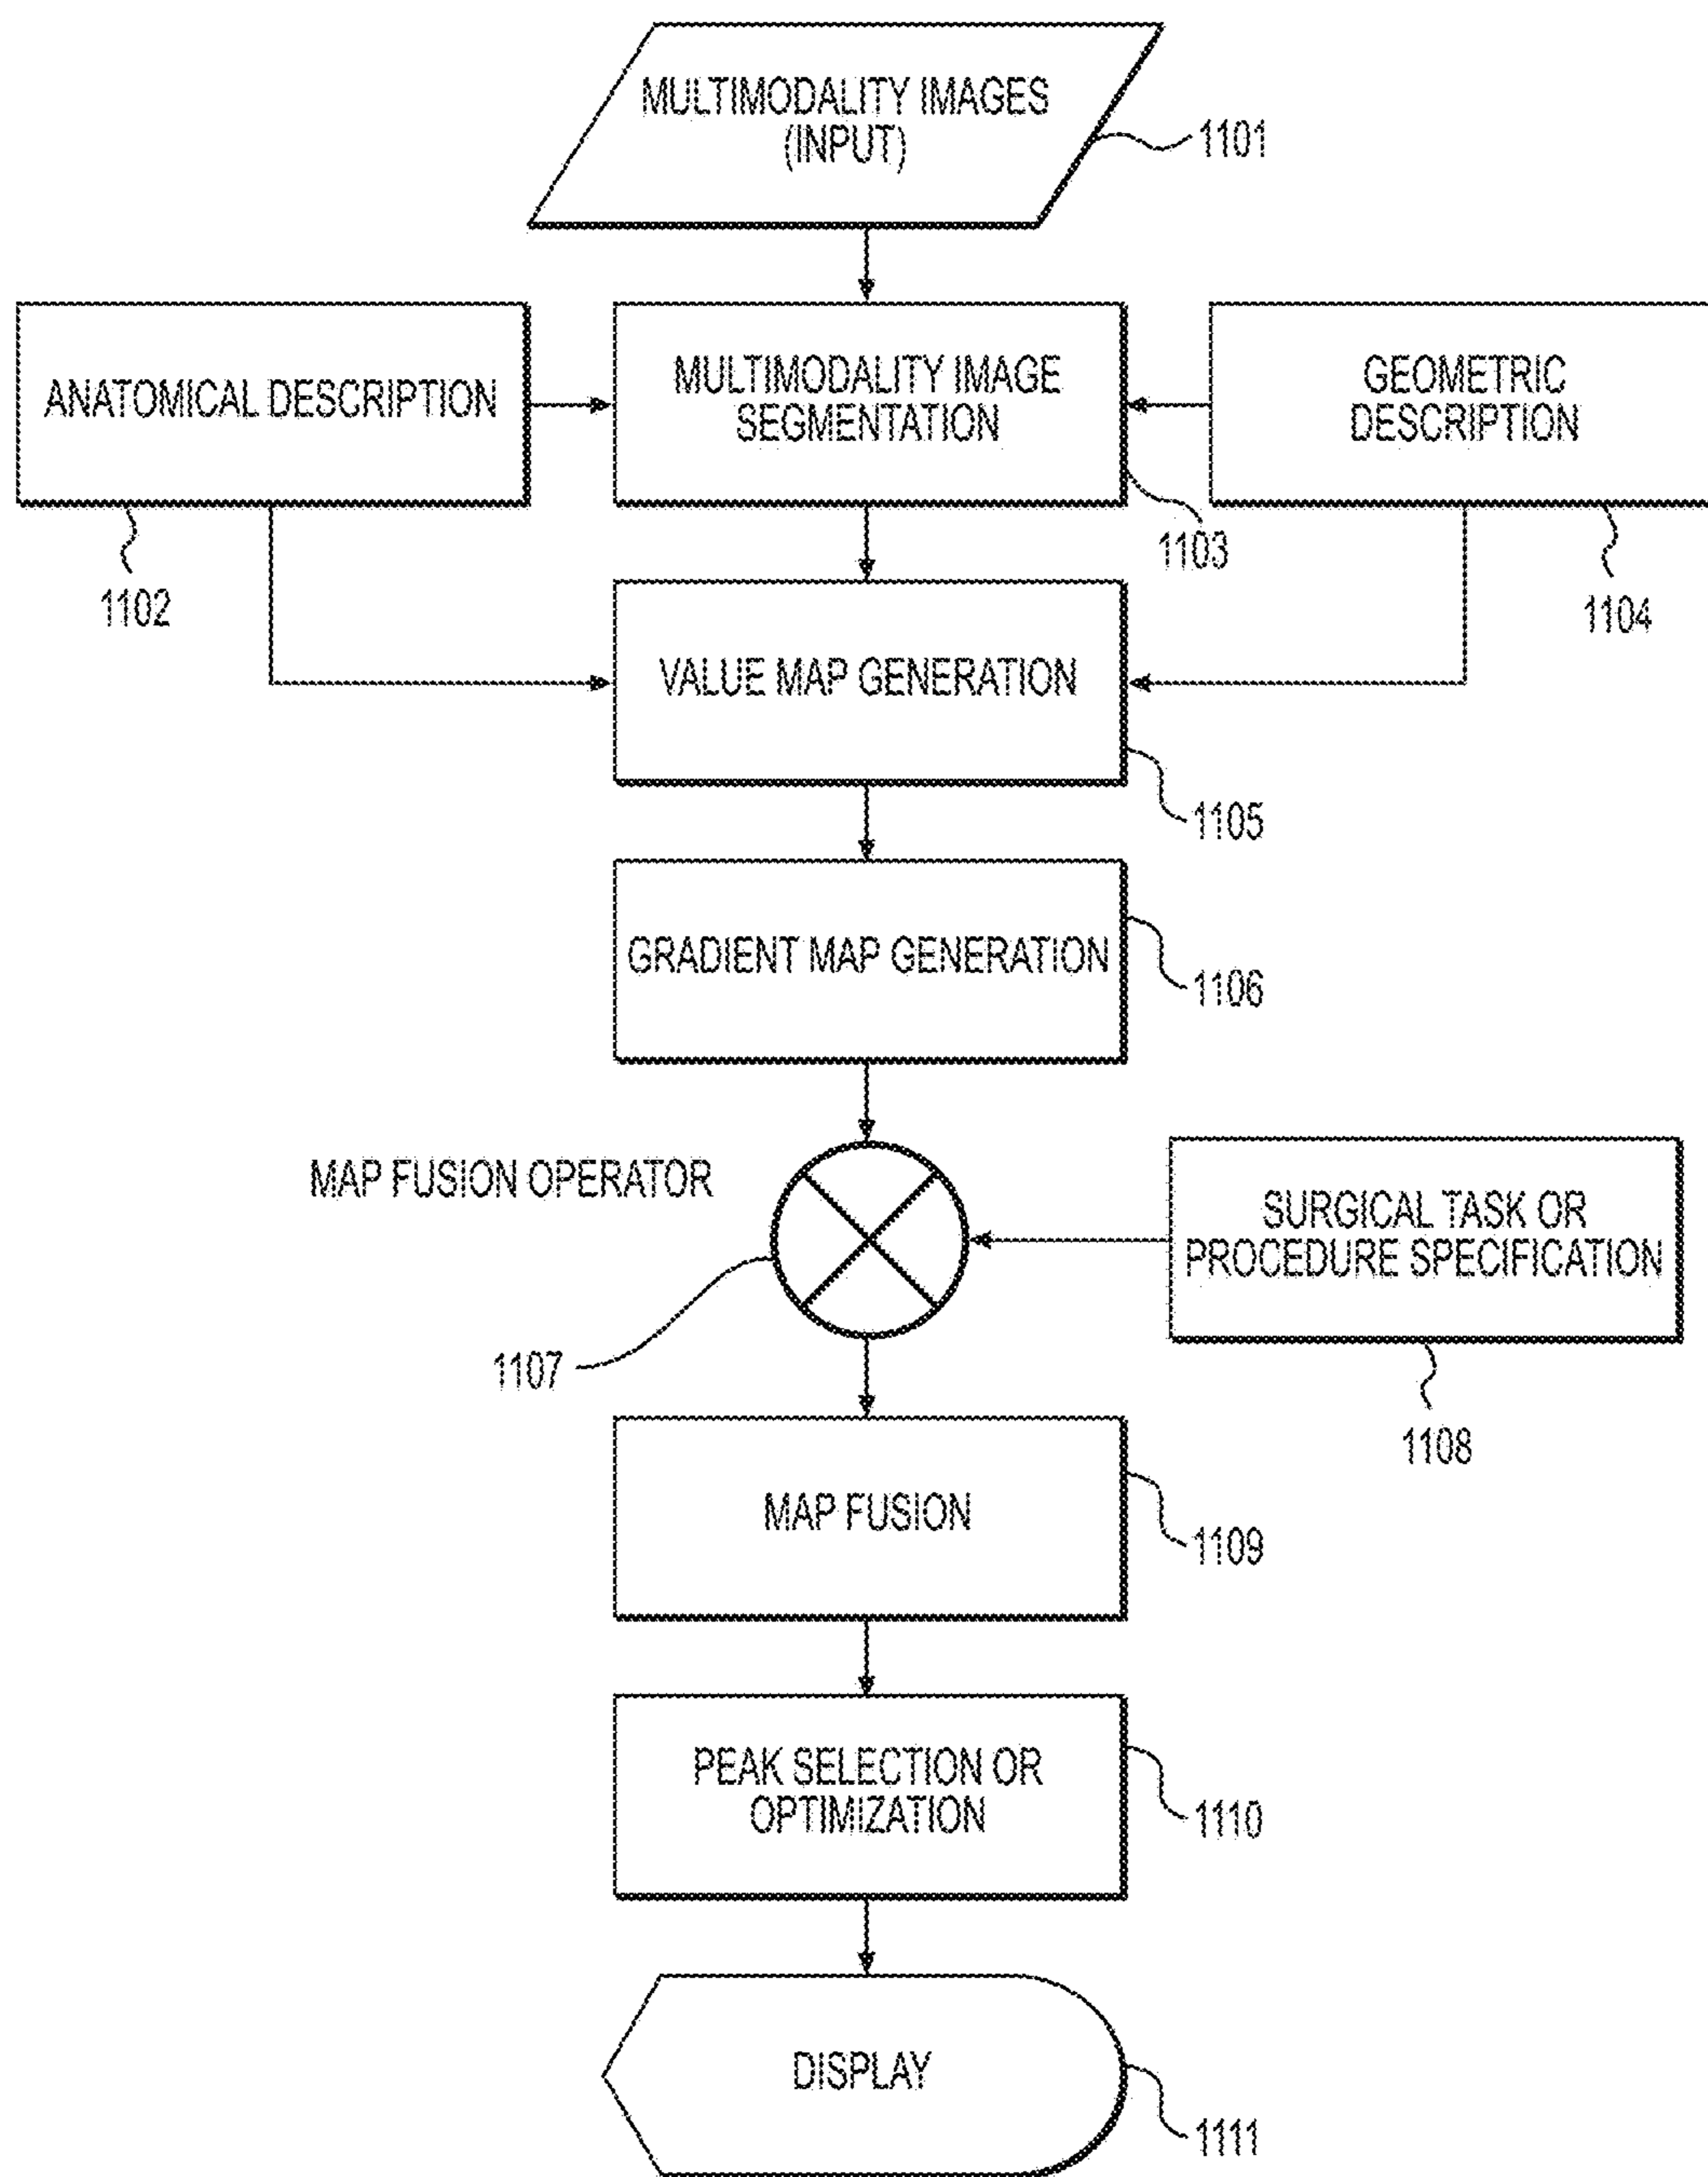 MULTIMODALITY IMAGES
(INPUT)
1101
ANATOMICAL DESCRIPTION
1102
MULTIMODALITY IMAGE
SEGMENTATION
1103
GEOMETRIC
DESCRIPTION
1104
VALUE MAP GENERATION
1105
GRADIENT MAP GENERATION
1106
MAP FUSION OPERATOR
1107
SURGICAL TASK OR
PROCEDURE SPECIFICATION
1108
MAP FUSION
1109
PEAK SELECTION OR
OPTIMIZATION
1110
DISPLAY
1111